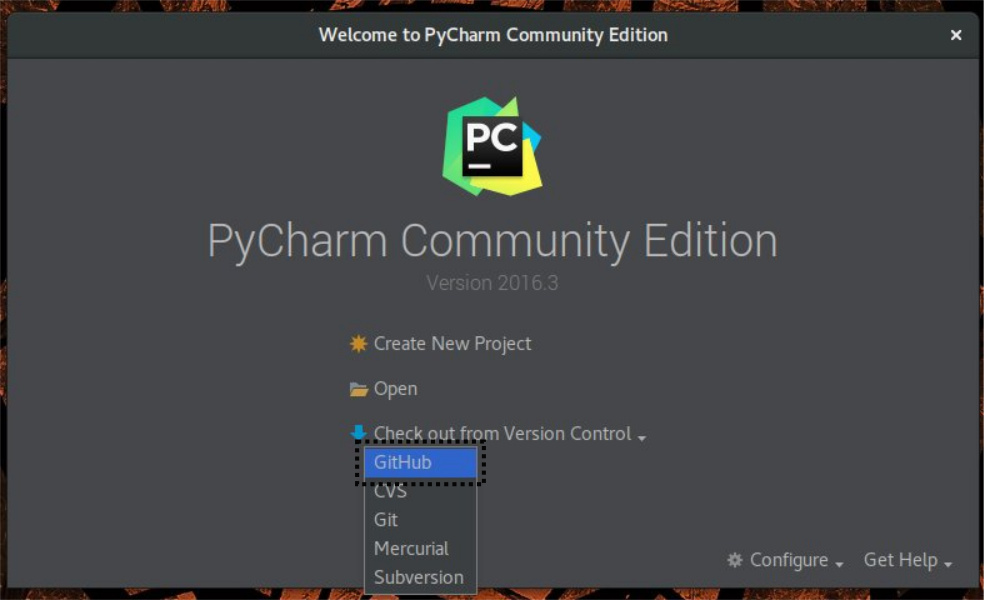 Welcome to PyCharm Community Edition
PC
PyCharm Community Edition
Version 2016.3
Create New Project
Open
Check out from Version Control
GitHub
CVS
Git
Mercurial
Subversion
Configure
Get Help